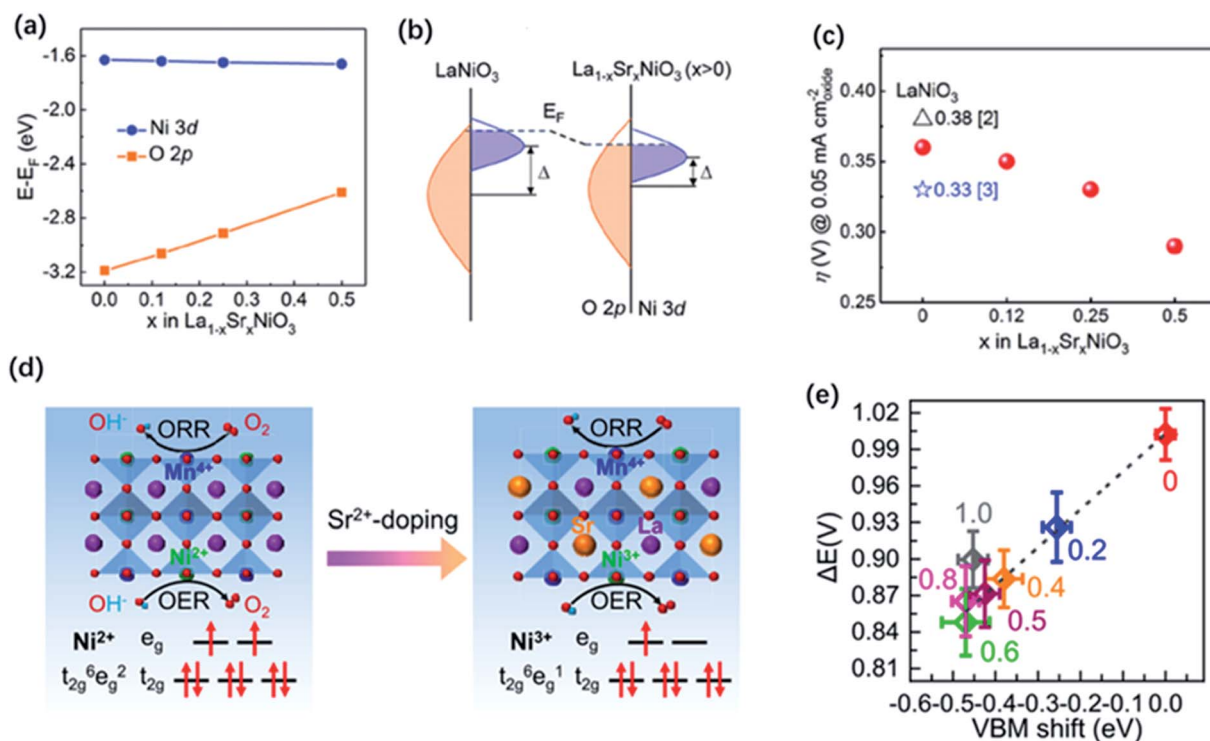 (a)
-1.6
-2.0
-2.4
-2.8
-3.2
E-E_F (eV)
Ni 3d
O 2p
0.0 0.1 0.2 0.3 0.4 0.5
x in La₁₋ₓSrₓNiO₃
(b)
LaNiO₃
La₁₋ₓSrₓNiO₃ (x>0)
E_F
Δ
Δ
O 2p Ni 3d
(c)
η (V) @ 0.05 mA cm⁻²_oxide
0.40
0.35
0.30
0.25
LaNiO₃
0.38 [2]
0.33 [3]
0 0.12 0.25 0.5
x in La₁₋ₓSrₓNiO₃
(d)
OH⁻ ORR O₂
Mn⁴⁺
Ni²⁺
OH⁻ OER O₂
Ni²⁺ e_g
t₂g⁶e_g² t₂g
Sr²⁺-doping
ORR
Mn⁴⁺
Sr La
Ni³⁺
OER
Ni³⁺ e_g
t₂g⁶e_g¹ t₂g
(e)
ΔE(V)
1.02
0.99
0.96
0.93
0.90
0.87
0.84
0.81
0
0.2
1.0
0.4
0.8
0.5
0.6
-0.6-0.5-0.4-0.3-0.2-0.1 0.0
VBM shift (eV)